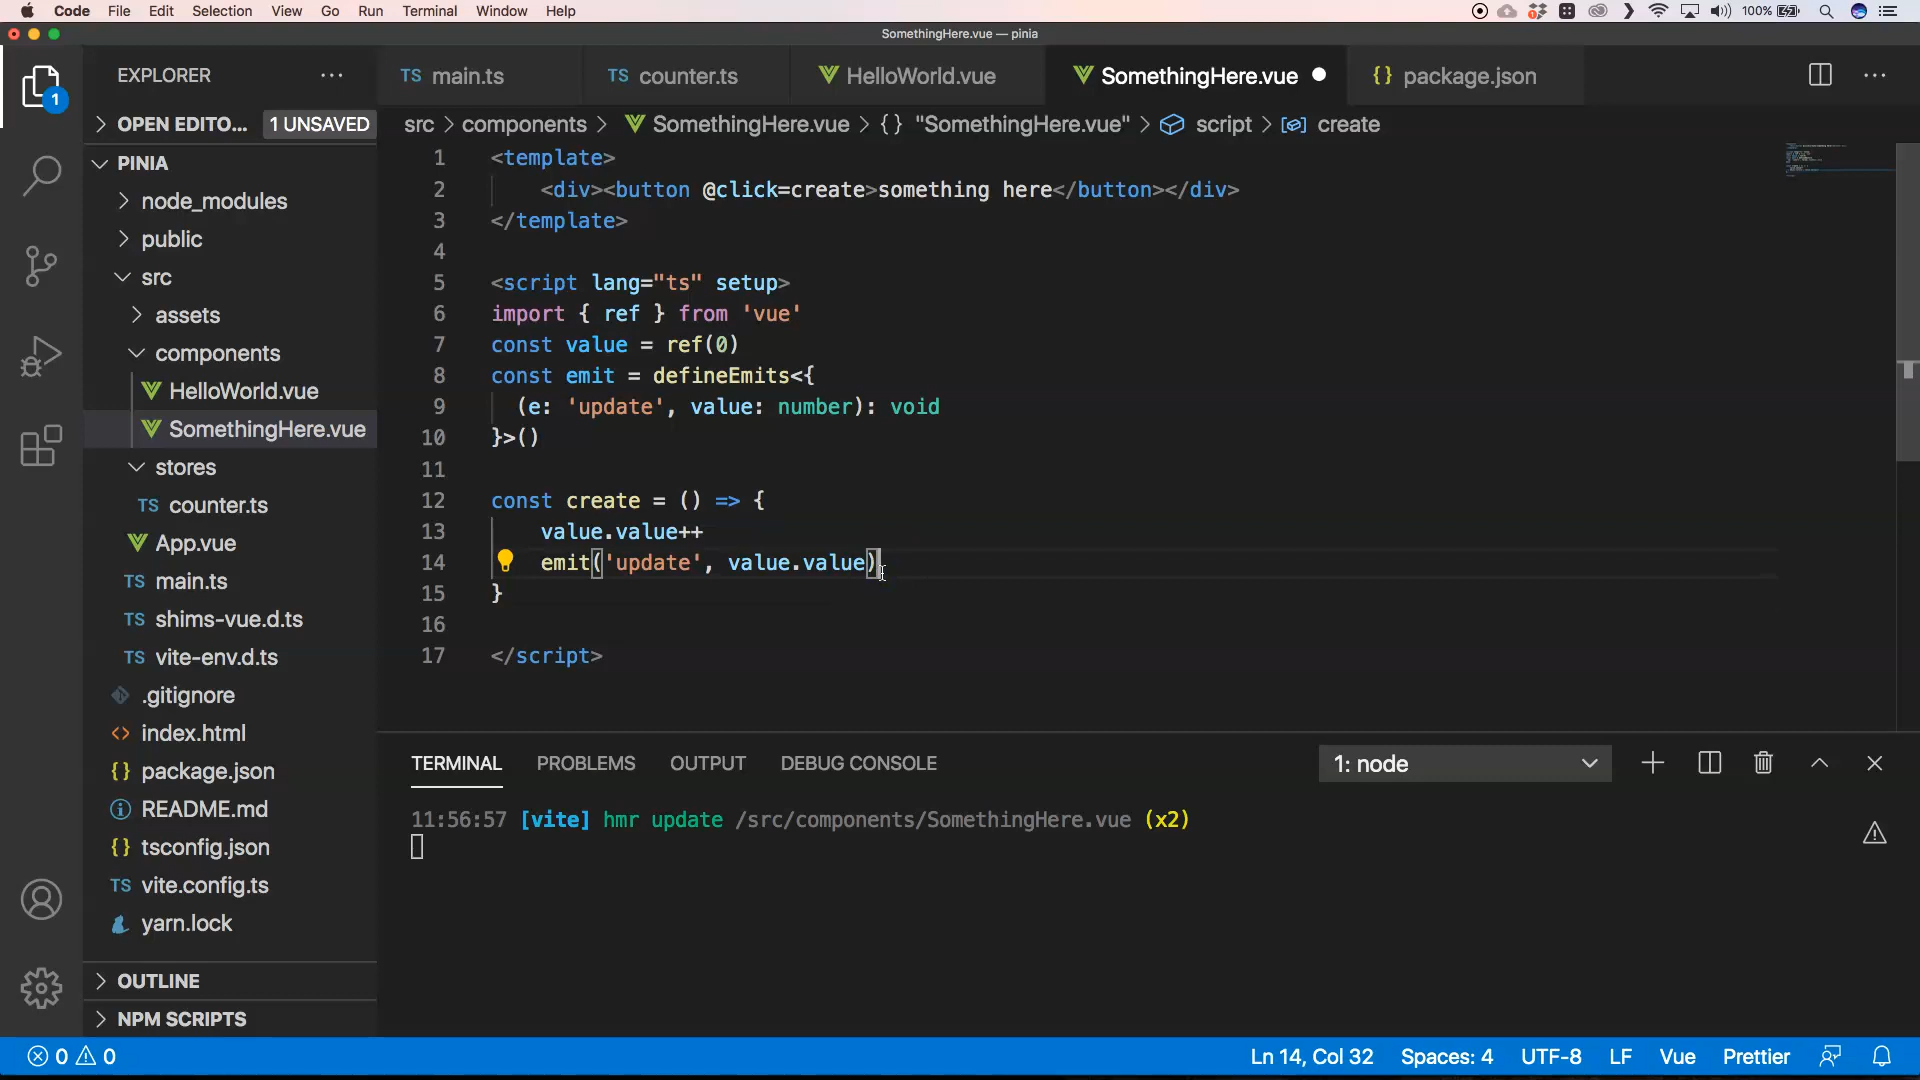 Code File Edit Selection View Go Run Terminal Window Help 100%
SomethingHere.vue — pinia
1
EXPLORER
OPEN EDITO... 1 UNSAVED
PINIA
node_modules
public
src
assets
components
HelloWorld.vue
SomethingHere.vue
stores
TS counter.ts
App.vue
TS main.ts
TS shims-vue.d.ts
TS vite-env.d.ts
.gitignore
<> index.html
{} package.json
README.md
{} tsconfig.json
TS vite.config.ts
yarn.lock
OUTLINE
NPM SCRIPTS
TS main.ts TS counter.ts HelloWorld.vue SomethingHere.vue {} package.json
src > components > SomethingHere.vue > {} "SomethingHere.vue" > script > create
1 <template>
2 <div><button @click=create>something here</button></div>
3 </template>
4
5 <script lang="ts" setup>
6 import { ref } from 'vue'
7 const value = ref(0)
8 const emit = defineEmits<{
9 (e: 'update', value: number): void
10 }>()
11
12 const create = () => {
13 value.value++
14 emit('update', value.value)
15 }
16
17 </script>
TERMINAL PROBLEMS OUTPUT DEBUG CONSOLE 1: node
11:56:57 [vite] hmr update /src/components/SomethingHere.vue (x2)
0 0 Ln 14, Col 32 Spaces: 4 UTF-8 LF Vue Prettier